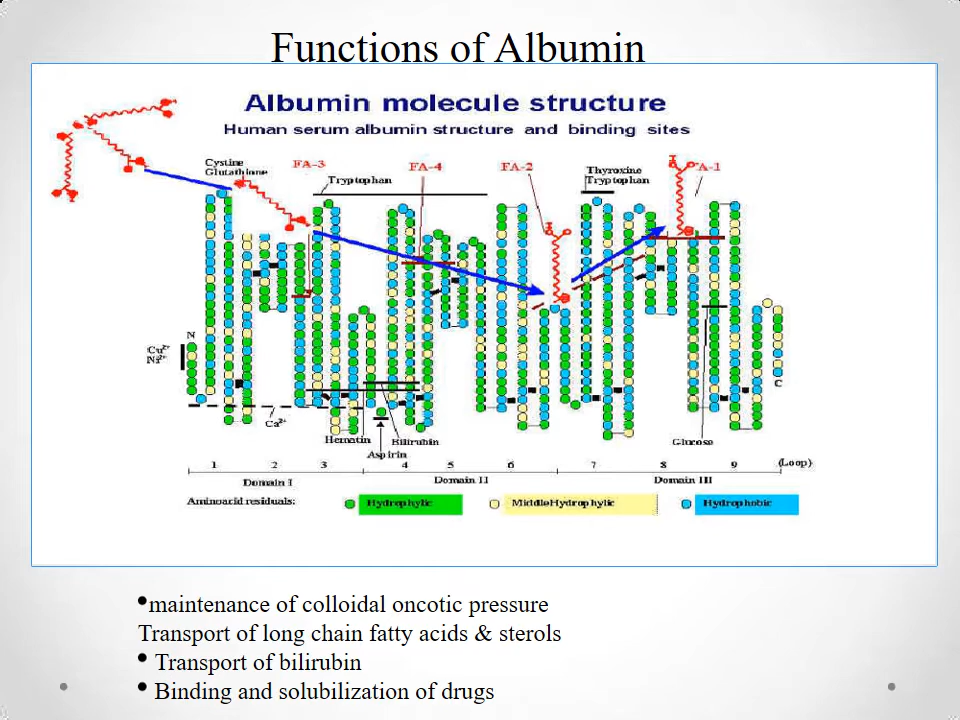 Functions of Albumin
Albumin molecule structure
Human serum albumin structure and binding sites
Cystine
Glutathione
FA-3
Tryptophan
FA-4
FA-2
Thyroxine
Tryptophan
FA-1
N
Cu²⁺
Ni²⁺
Ca²⁺
Hematin
Bilirubin
Aspirin
Glucose
C
1 2 3 4 5 6 7 8 9 (Loop)
Domain I Domain II Domain III
Aminoacid residuals: Hydrophylic MiddleHydrophylic Hydrophobic
•maintenance of colloidal oncotic pressure
Transport of long chain fatty acids & sterols
• Transport of bilirubin
• Binding and solubilization of drugs